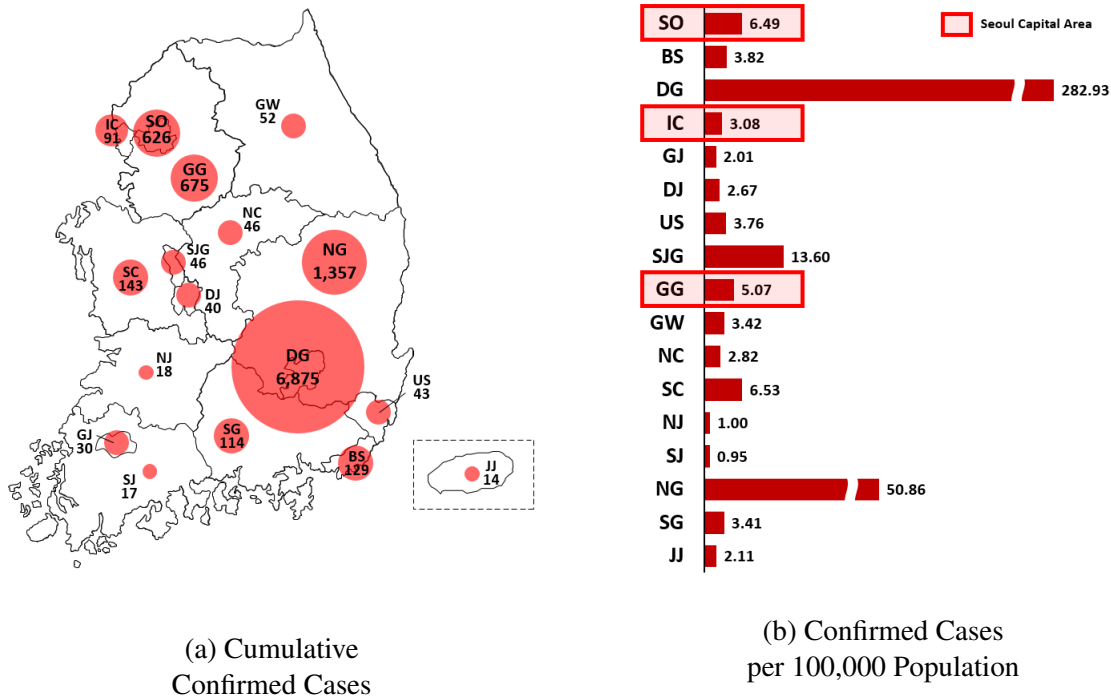 GW
52
IC
91
SO
626
GG
675
NC
46
SJG
46
NG
1,357
SC
143
DJ
40
DG
6,875
NJ
18
US
43
GJ
30
SG
114
BS
129
SJ
17
JJ
14
(a) Cumulative
Confirmed Cases
Seoul Capital Area
SO 6.49
BS 3.82
DG 282.93
IC 3.08
GJ 2.01
DJ 2.67
US 3.76
SJG 13.60
GG 5.07
GW 3.42
NC 2.82
SC 6.53
NJ 1.00
SJ 0.95
NG 50.86
SG 3.41
JJ 2.11
(b) Confirmed Cases
per 100,000 Population